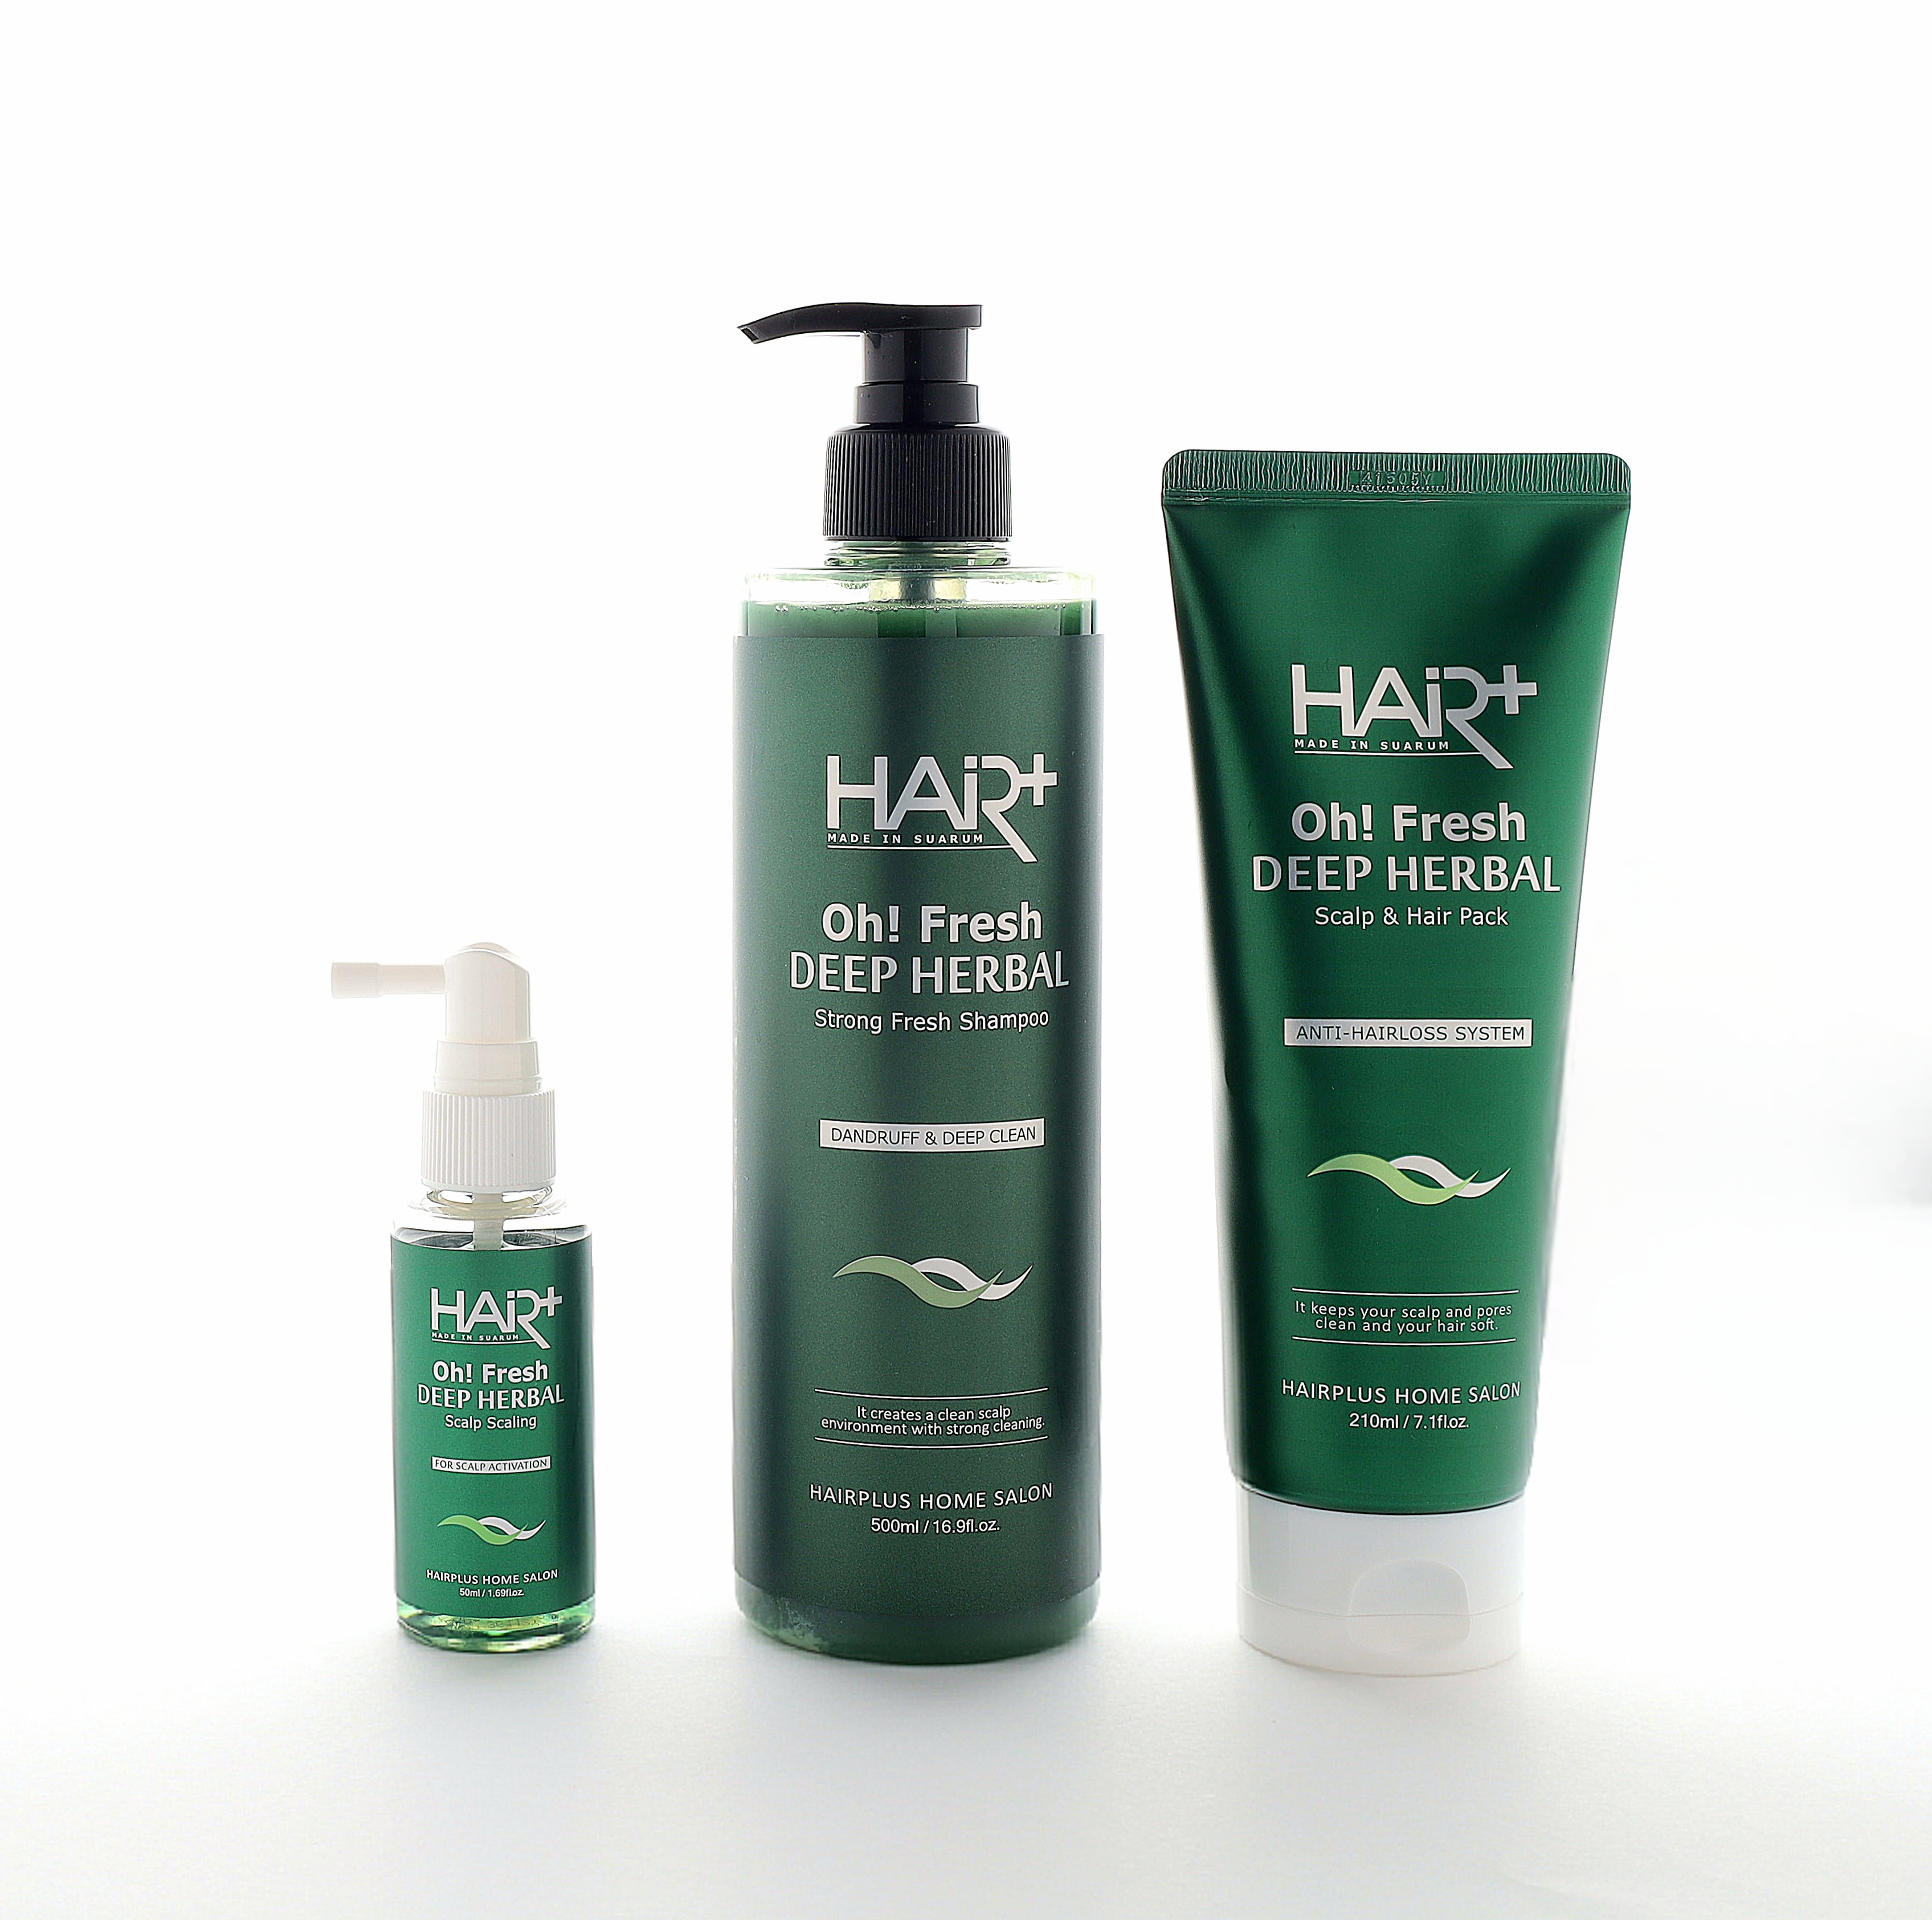 HAiR+
MADE IN SUARUM
Oh! Fresh
DEEP HERBAL
Scalp Scaling
FOR SCALP ACTIVATION
HAIRPLUS HOME SALON
50ml / 1.69fl.oz.
HAiR+
MADE IN SUARUM
Oh! Fresh
DEEP HERBAL
Strong Fresh Shampoo
DANDRUFF & DEEP CLEAN
It creates a clean scalp
environment with strong cleaning.
HAIRPLUS HOME SALON
500ml / 16.9fl.oz.
41505Y
HAiR+
MADE IN SUARUM
Oh! Fresh
DEEP HERBAL
Scalp & Hair Pack
ANTI-HAIRLOSS SYSTEM
It keeps your scalp and pores
clean and your hair soft.
HAIRPLUS HOME SALON
210ml / 7.1fl.oz.